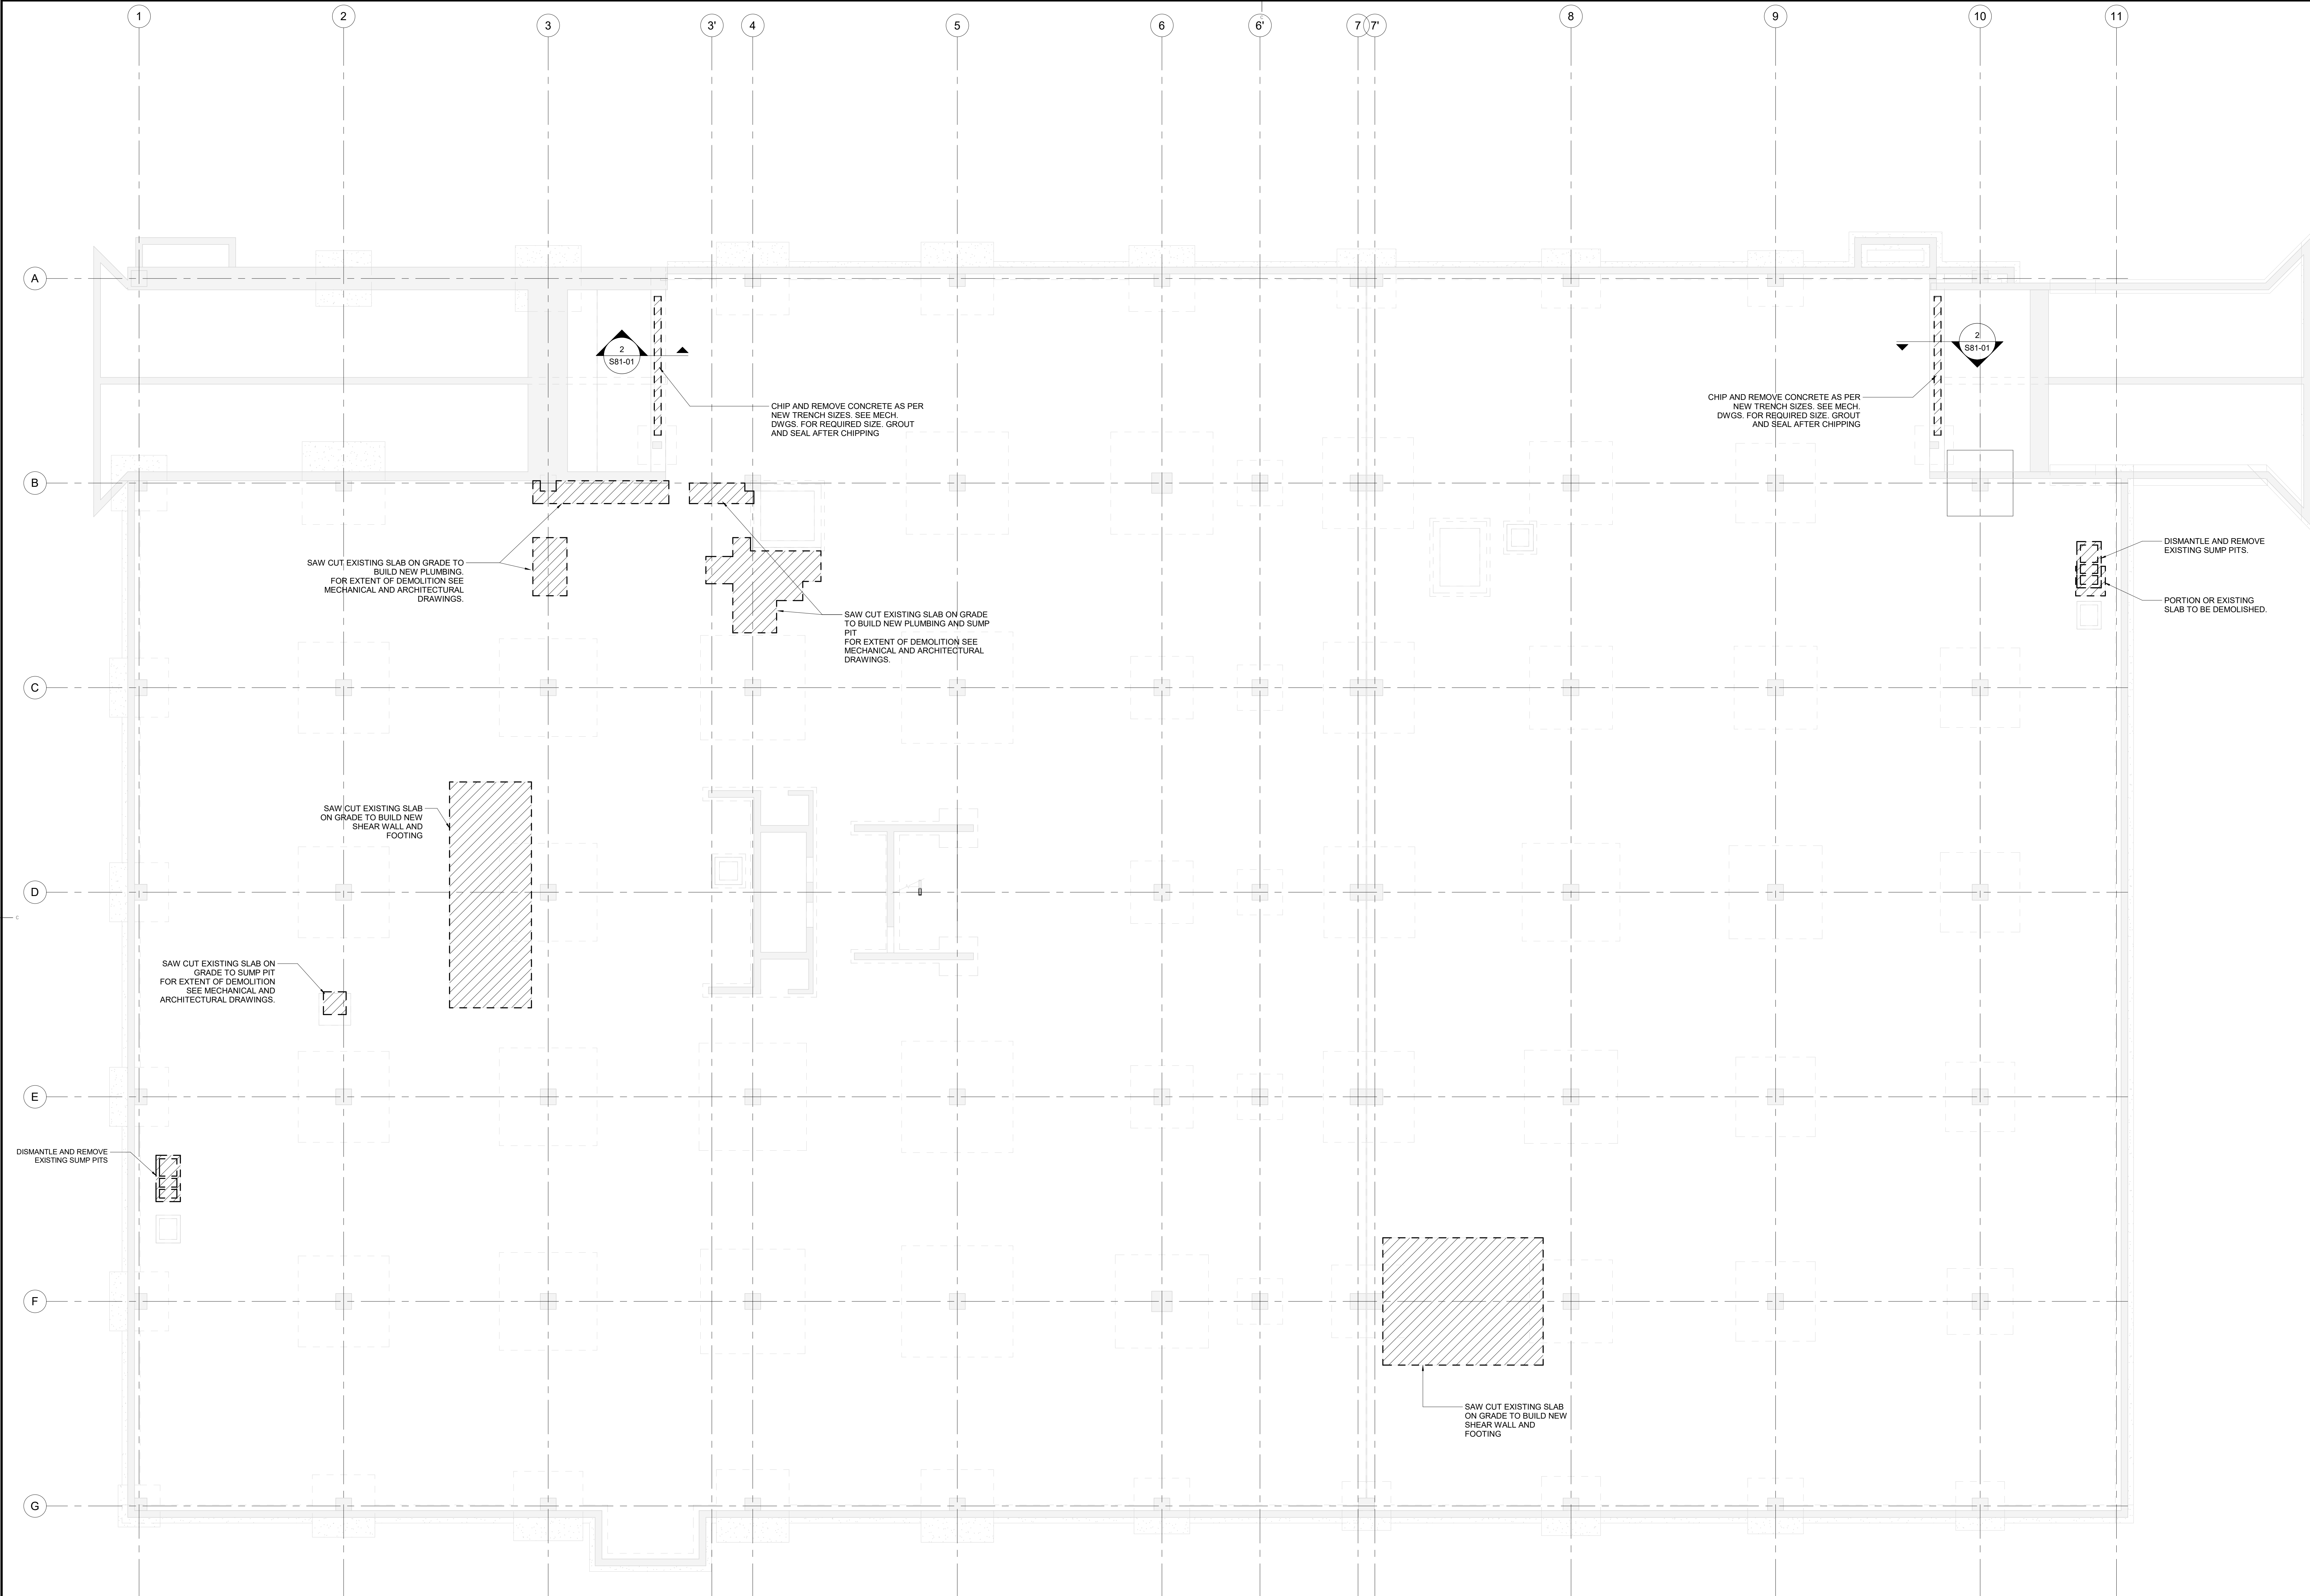 1
2
3
3'
4
5
6
6'
7
7'
8
9
10
11
A
2
S81-01
2
S81-01
CHIP AND REMOVE CONCRETE AS PER
NEW TRENCH SIZES. SEE MECH.
DWGS. FOR REQUIRED SIZE. GROUT
AND SEAL AFTER CHIPPING
CHIP AND REMOVE CONCRETE AS PER
NEW TRENCH SIZES. SEE MECH.
DWGS. FOR REQUIRED SIZE. GROUT
AND SEAL AFTER CHIPPING
B
SAW CUT EXISTING SLAB ON GRADE TO
BUILD NEW PLUMBING.
FOR EXTENT OF DEMOLITION SEE
MECHANICAL AND ARCHITECTURAL
DRAWINGS.
SAW CUT EXISTING SLAB ON GRADE
TO BUILD NEW PLUMBING AND SUMP
PIT
FOR EXTENT OF DEMOLITION SEE
MECHANICAL AND ARCHITECTURAL
DRAWINGS.
DISMANTLE AND REMOVE
EXISTING SUMP PITS.
PORTION OR EXISTING
SLAB TO BE DEMOLISHED.
C
SAW CUT EXISTING SLAB
ON GRADE TO BUILD NEW
SHEAR WALL AND
FOOTING
D
C
SAW CUT EXISTING SLAB ON
GRADE TO SUMP PIT
FOR EXTENT OF DEMOLITION
SEE MECHANICAL AND
ARCHITECTURAL DRAWINGS.
E
DISMANTLE AND REMOVE
EXISTING SUMP PITS
F
SAW CUT EXISTING SLAB
ON GRADE TO BUILD NEW
SHEAR WALL AND
FOOTING
G